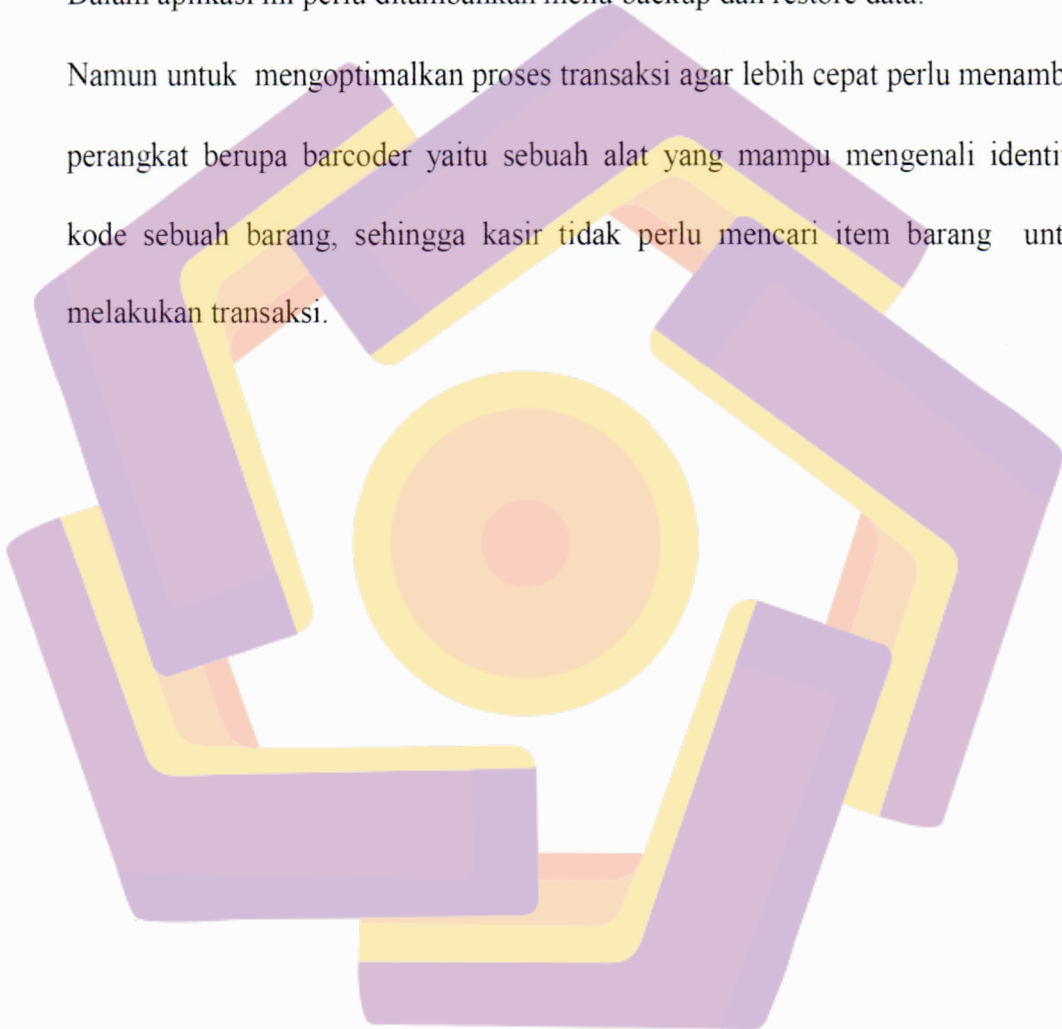 Dalam aplikasi ini perlu ditambahkan menu backup dan restore data.
Namun untuk mengoptimalkan proses transaksi agar lebih cepat perlu menamb
perangkat berupa barcoder yaitu sebuah alat yang mampu mengenali identi
kode sebuah barang, sehingga kasir tidak perlu mencari item barang unt
melakukan transaksi.